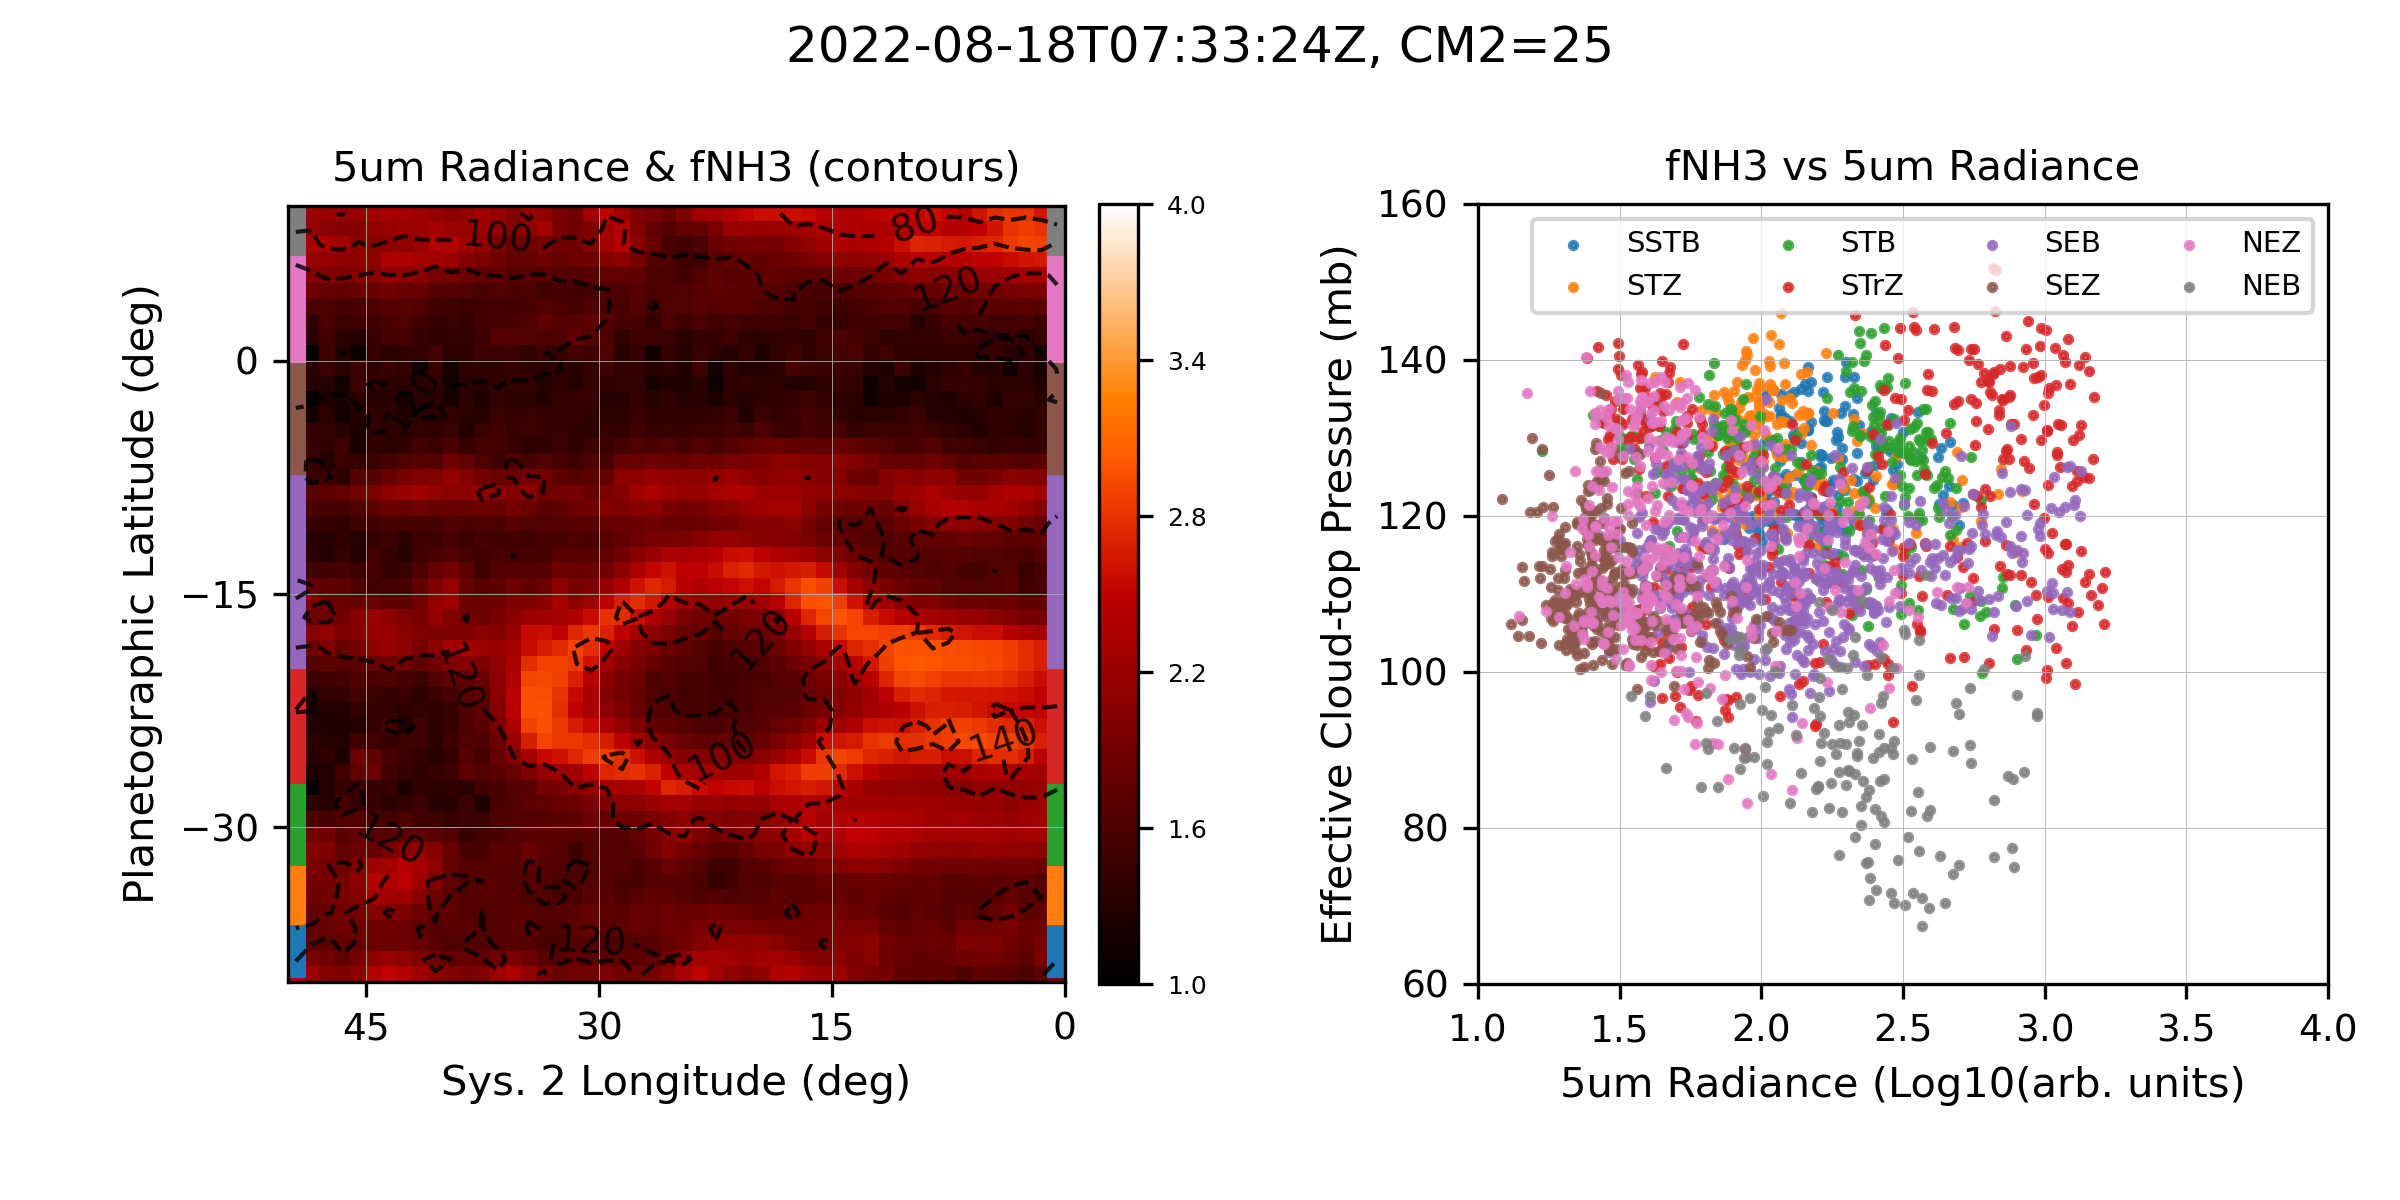 2022-08-18T07:33:24Z, CM2=25
5um Radiance & fNH3 (contours)
Planetographic Latitude (deg)
0
−15
−30
45
30
15
0
Sys. 2 Longitude (deg)
100
80
120
120
120
120
100
140
120
120
4.0
3.4
2.8
2.2
1.6
1.0
fNH3 vs 5um Radiance
Effective Cloud-top Pressure (mb)
160
140
120
100
80
60
SSTB
STZ
STB
STrZ
SEB
SEZ
NEZ
NEB
1.0
1.5
2.0
2.5
3.0
3.5
4.0
5um Radiance (Log10(arb. units)